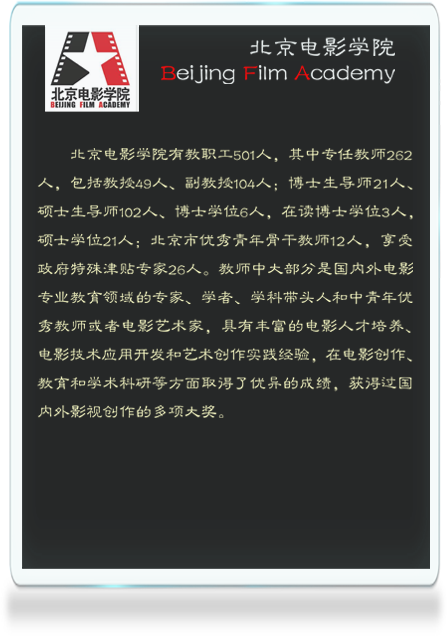 北京电影学院
BEIJING FILM ACADEMY
北京电影学院
Beijing Film Academy
北京电影学院有教职工501人，其中专任教师262
人，包括教授49人、副教授104人；博士生导师21人、
硕士生导师102人、博士学位6人，在读博士学位3人，
硕士学位21人；北京市优秀青年骨干教师12人，享受
政府特殊津贴专家26人。教师中大部分是国内外电影
专业教育领域的专家、学者、学科带头人和中青年优
秀教师或者电影艺术家，具有丰富的电影人才培养、
电影技术应用开发和艺术创作实践经验，在电影创作、
教育和学术科研等方面取得了优异的成绩，获得过国
内外影视创作的多项大奖。